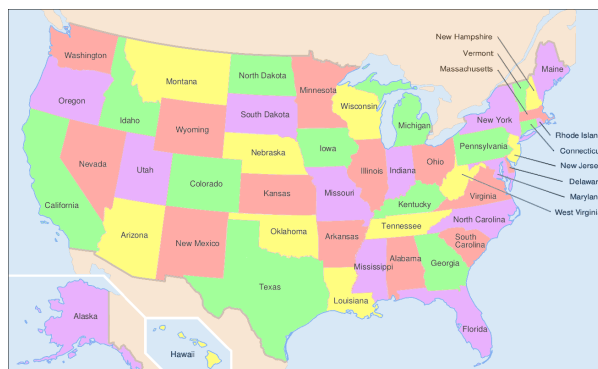 New Hampshire
Vermont
Massachusetts
Washington
Montana
North Dakota
Minnesota
Maine
Oregon
Idaho
South Dakota
Wisconsin
Michigan
New York
Wyoming
Rhode Islan
Connecticu
Nebraska
Iowa
Pennsylvania
New Jerse
Nevada
Utah
Colorado
Illinois
Indiana
Ohio
Delawar
Marylan
Kansas
Missouri
Kentucky
Virginia
West Virgini
California
Arizona
New Mexico
Oklahoma
Arkansas
Tennessee
North Carolina
South
Carolina
Texas
Louisiana
Mississippi
Alabama
Georgia
Florida
Alaska
Hawaii